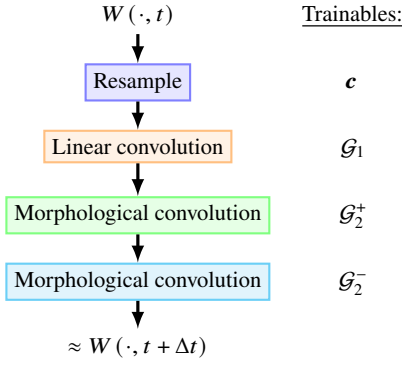 W(·, t) Trainables:
Resample 𝒄
Linear convolution 𝒢₁
Morphological convolution 𝒢₂⁺
Morphological convolution 𝒢₂⁻
≈ W(·, t + Δt)